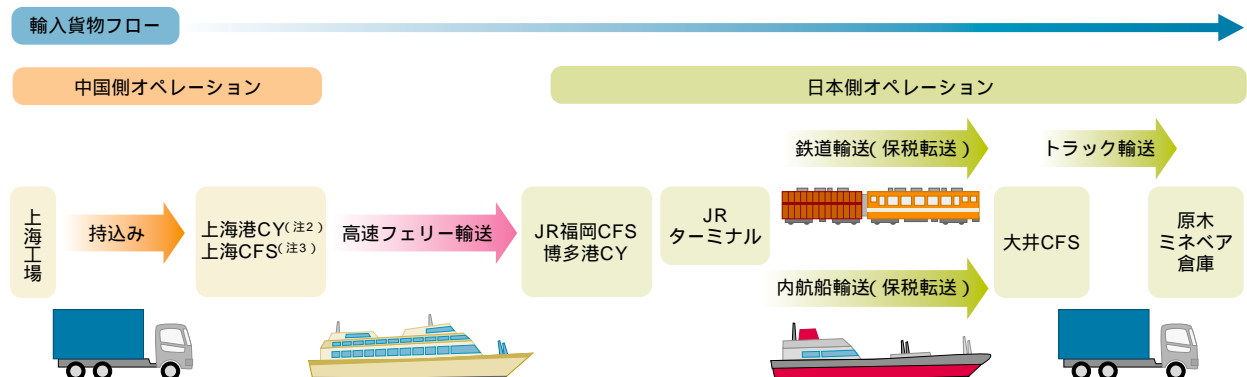 輸入貨物フロー
中国側オペレーション
日本側オペレーション
鉄道輸送(保税転送)
トラック輸送
上海工場
持込み
上海港CY(注2)
上海CFS(注3)
高速フェリー輸送
JR福岡CFS
博多港CY
JR
ターミナル
大井CFS
原木
ミネベア
倉庫
内航船輸送(保税転送)